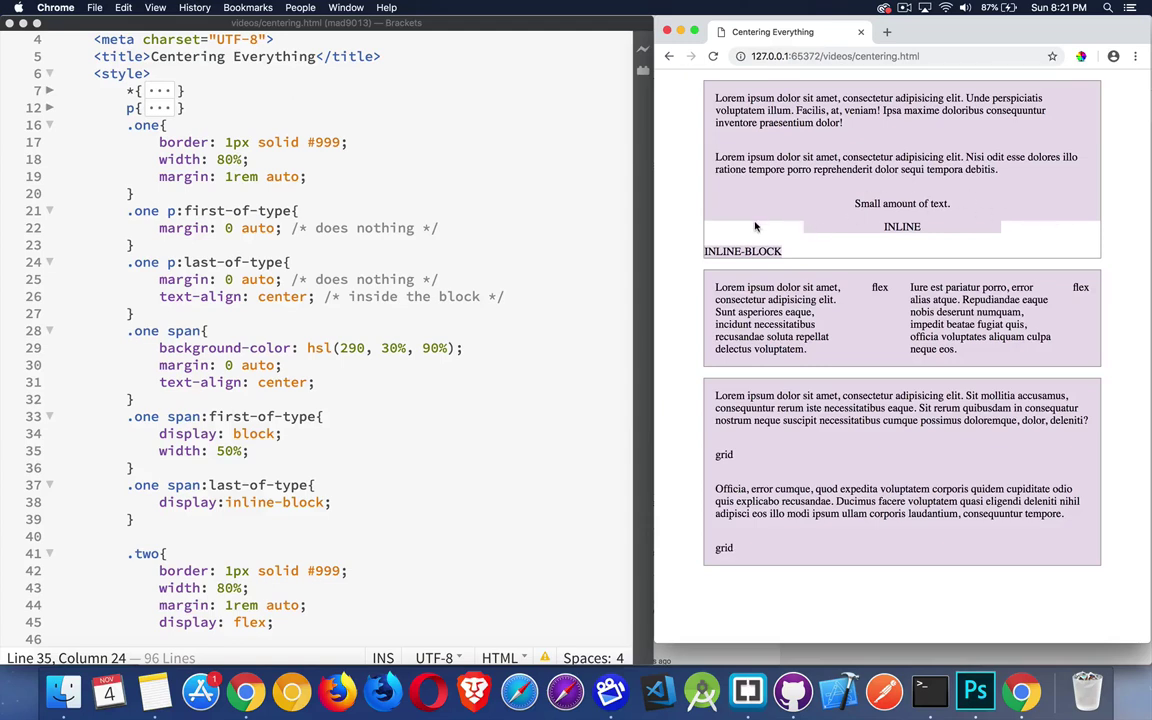 Chrome File Edit View History Bookmarks People Window Help
87% Sun 8:21 PM
videos/centering.html (mad9013) — Brackets
4 <meta charset="UTF-8">
5 <title>Centering Everything</title>
6 <style>
7 *{ ... }
12 p{ ... }
16 .one{
17 border: 1px solid #999;
18 width: 80%;
19 margin: 1rem auto;
20 }
21 .one p:first-of-type{
22 margin: 0 auto; /* does nothing */
23 }
24 .one p:last-of-type{
25 margin: 0 auto; /* does nothing */
26 text-align: center; /* inside the block */
27 }
28 .one span{
29 background-color: hsl(290, 30%, 90%);
30 margin: 0 auto;
31 text-align: center;
32 }
33 .one span:first-of-type{
34 display: block;
35 width: 50%;
36 }
37 .one span:last-of-type{
38 display:inline-block;
39 }
40
41 .two{
42 border: 1px solid #999;
43 width: 80%;
44 margin: 1rem auto;
45 display: flex;
46
Line 35, Column 24 — 96 Lines
INS UTF-8 HTML Spaces: 4
Centering Everything
127.0.0.1:65372/videos/centering.html
Lorem ipsum dolor sit amet, consectetur adipisicing elit. Unde perspiciatis
voluptatem illum. Facilis, at, veniam! Ipsa maxime doloribus consequuntur
inventore praesentium dolor!
Lorem ipsum dolor sit amet, consectetur adipisicing elit. Nisi odit esse dolores illo
ratione tempore porro reprehenderit dolor sequi tempora debitis.
Small amount of text.
INLINE
INLINE-BLOCK
Lorem ipsum dolor sit amet,
consectetur adipisicing elit.
Sunt asperiores eaque,
incidunt necessitatibus
recusandae soluta repellat
delectus voluptatem.
flex
Iure est pariatur porro, error
alias atque. Repudiandae eaque
nobis deserunt numquam,
impedit beatae fugiat quis,
officia voluptates aliquam culpa
neque eos.
flex
Lorem ipsum dolor sit amet, consectetur adipisicing elit. Sit mollitia accusamus,
consequuntur rerum iste necessitatibus eaque. Sit rerum quibusdam in consequatur
nostrum neque suscipit necessitatibus cumque possimus doloremque, dolor, deleniti?
grid
Officia, error cumque, quod expedita voluptatem corporis quidem cupiditate odio
quis explicabo recusandae. Ducimus facere voluptatem quasi eligendi deleniti nihil
adipisci eos illo modi ipsum ullam corporis laudantium, consequuntur tempore.
grid
s ago
NOV
4
1
Ps